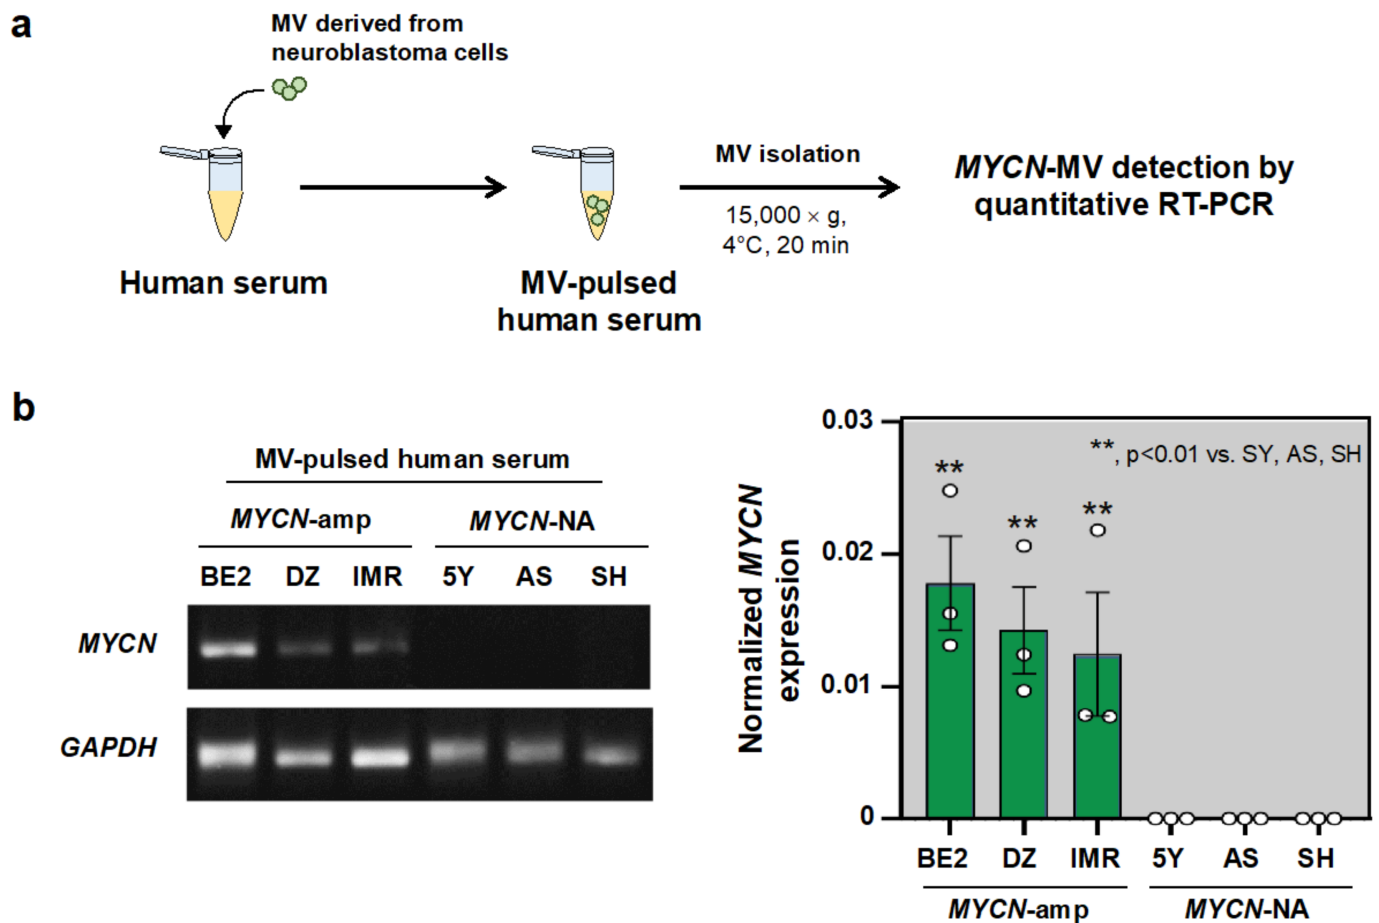 a
MV derived from
neuroblastoma cells
MV isolation
15,000 × g,
4°C, 20 min
MYCN-MV detection by
quantitative RT-PCR
Human serum
MV-pulsed
human serum
b
MV-pulsed human serum
MYCN-amp MYCN-NA
BE2 DZ IMR 5Y AS SH
MYCN
GAPDH
Normalized MYCN
expression
0.03
0.02
0.01
0
**, p<0.01 vs. SY, AS, SH
** ** **
BE2 DZ IMR 5Y AS SH
MYCN-amp MYCN-NA